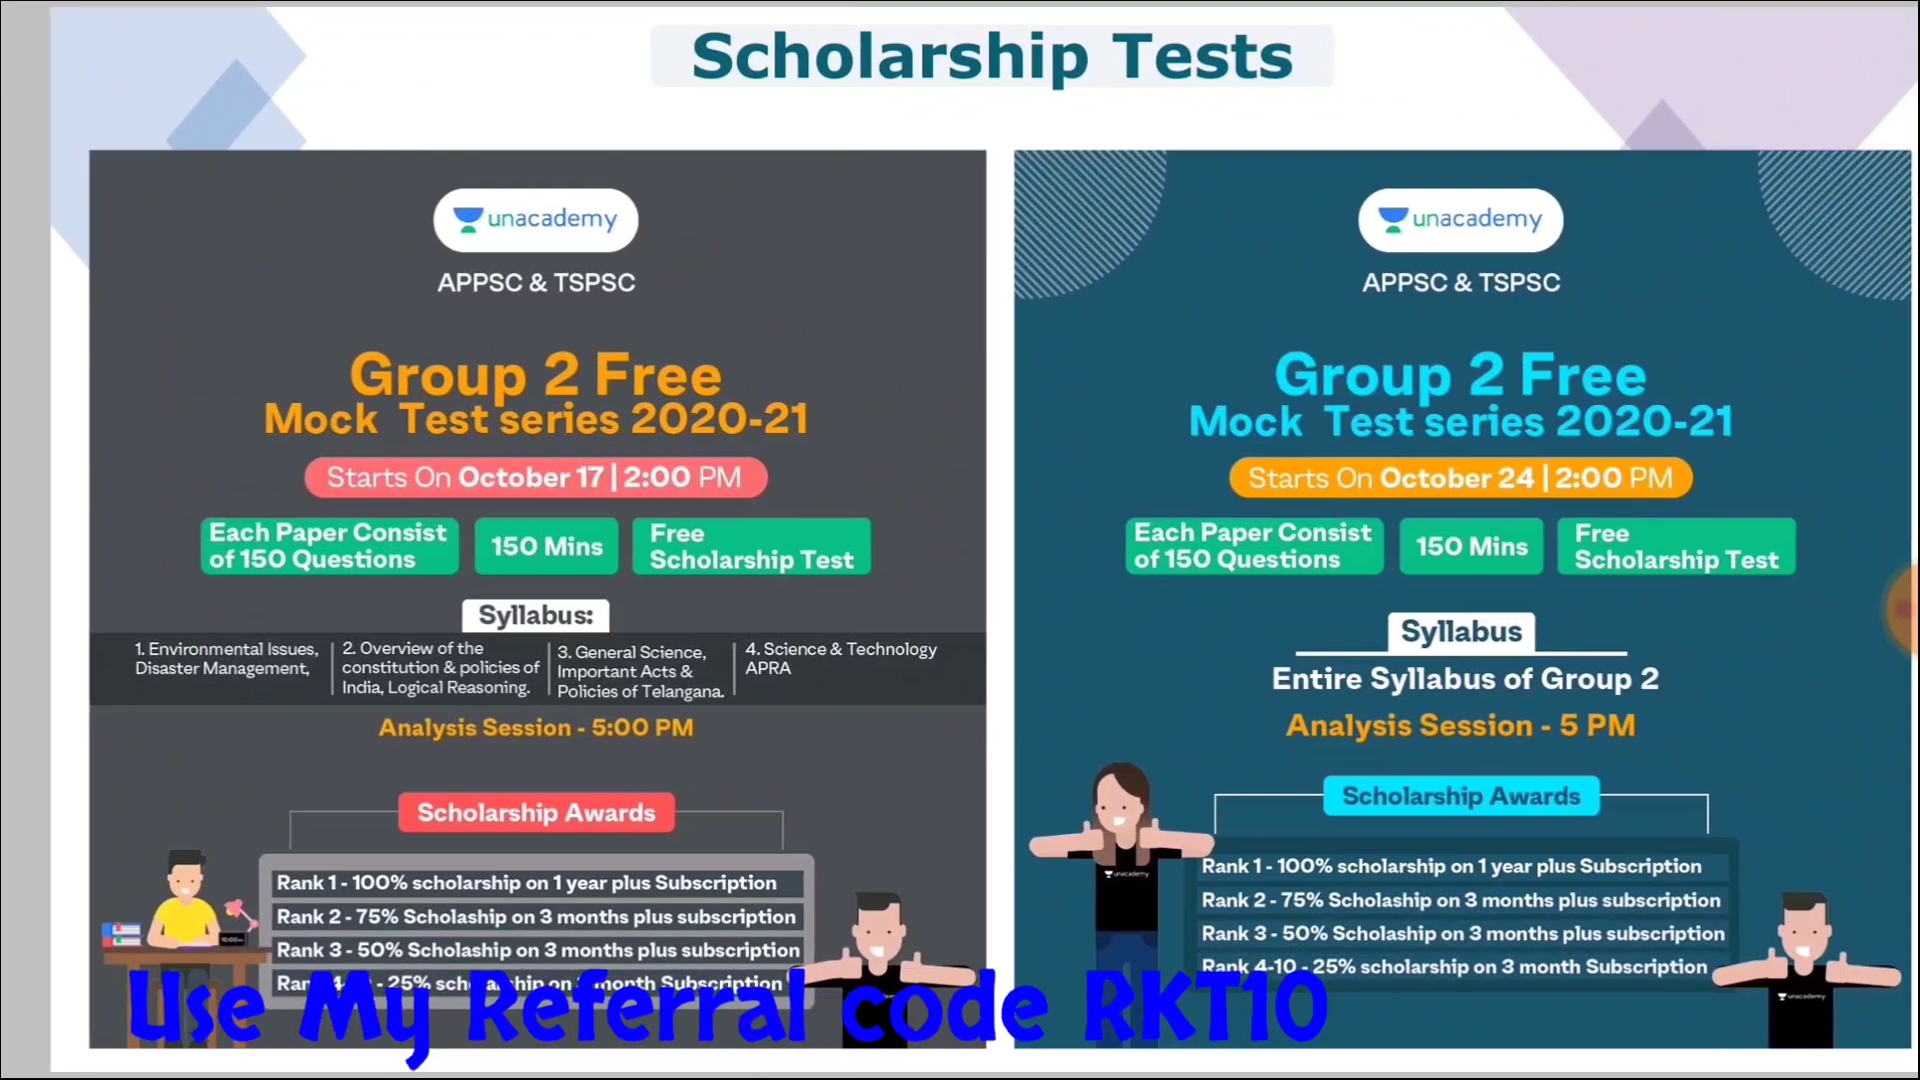 Scholarship Tests
unacademy
APPSC & TSPSC
Group 2 Free
Mock Test series 2020-21
Starts On October 17 | 2:00 PM
Each Paper Consist
of 150 Questions
150 Mins
Free
Scholarship Test
Syllabus:
1. Environmental Issues,
Disaster Management,
2. Overview of the
constitution & policies of
India, Logical Reasoning.
3. General Science,
Important Acts &
Policies of Telangana.
4. Science & Technology
APRA
Analysis Session - 5:00 PM
Scholarship Awards
Rank 1 - 100% scholarship on 1 year plus Subscription
Rank 2 - 75% Scholaship on 3 months plus subscription
Rank 3 - 50% Scholaship on 3 months plus subscription
25% on Subscription
unacademy
APPSC & TSPSC
Group 2 Free
Mock Test series 2020-21
Starts On October 24 | 2:00 PM
Each Paper Consist
of 150 Questions
150 Mins
Free
Scholarship Test
Syllabus
Entire Syllabus of Group 2
Analysis Session - 5 PM
Scholarship Awards
Rank 1 - 100% scholarship on 1 year plus Subscription
Rank 2 - 75% Scholaship on 3 months plus subscription
Rank 3 - 50% Scholaship on 3 months plus subscription
Rank 4-10 - 25% scholarship on 3 month Subscription
unacademy
unacademy
Use My Referral code RKT10